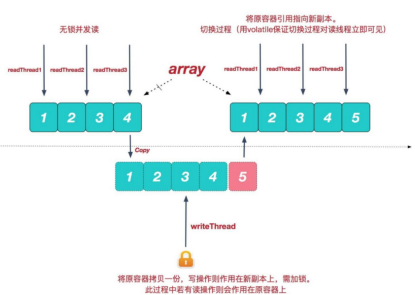 无锁并发读
将原容器引用指向新副本。
切换过程（用volatile保证切换过程对读线程立即可见）
readThread1 readThread2 readThread3
array
readThread1 readThread2 readThread3
1 2 3 4
1 2 3 4 5
Copy
1 2 3 4 5
writeThread
将原容器拷贝一份，写操作则作用在新副本上，需加锁。
此过程中若有读操作则会作用在原容器上